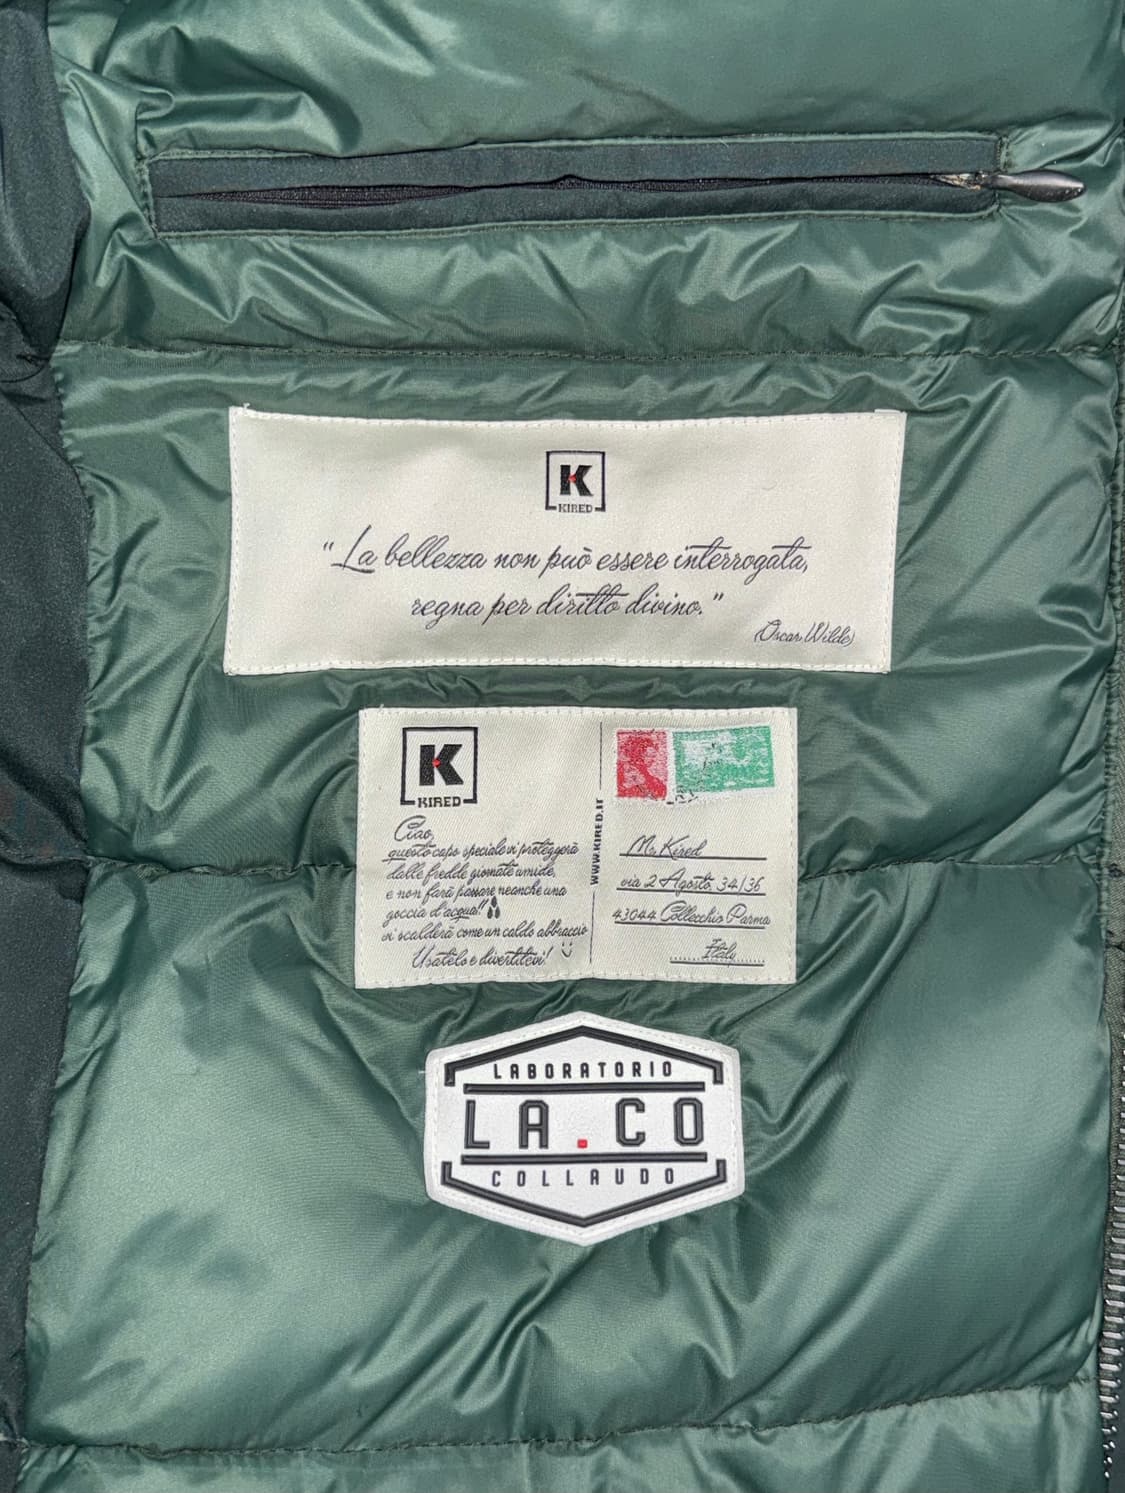 K
KIRED
"La bellezza non può essere interrogata,
regna per diritto divino."
(Oscar Wilde)
K
KIRED
Ciao,
questo capo speciale vi proteggerà
dalle fredde giornate umide,
e non farà passare neanche una
goccia d'acqua!!
vi scalderà come un caldo abbraccio
Usatelo e divertitevi!
WWW.KIRED.IT
Mr. Kired
via 2 Agosto, 34/36
43044 Collecchio Parma
Italy
LABORATORIO
LA.CO
COLLAUDO